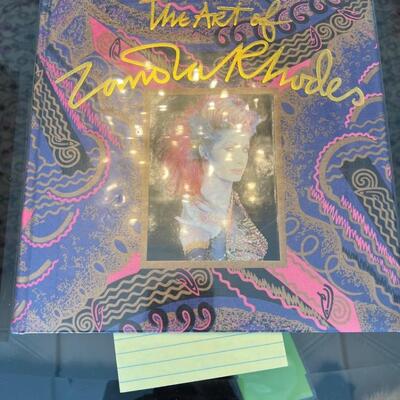 The Art of
Zandra Rhodes